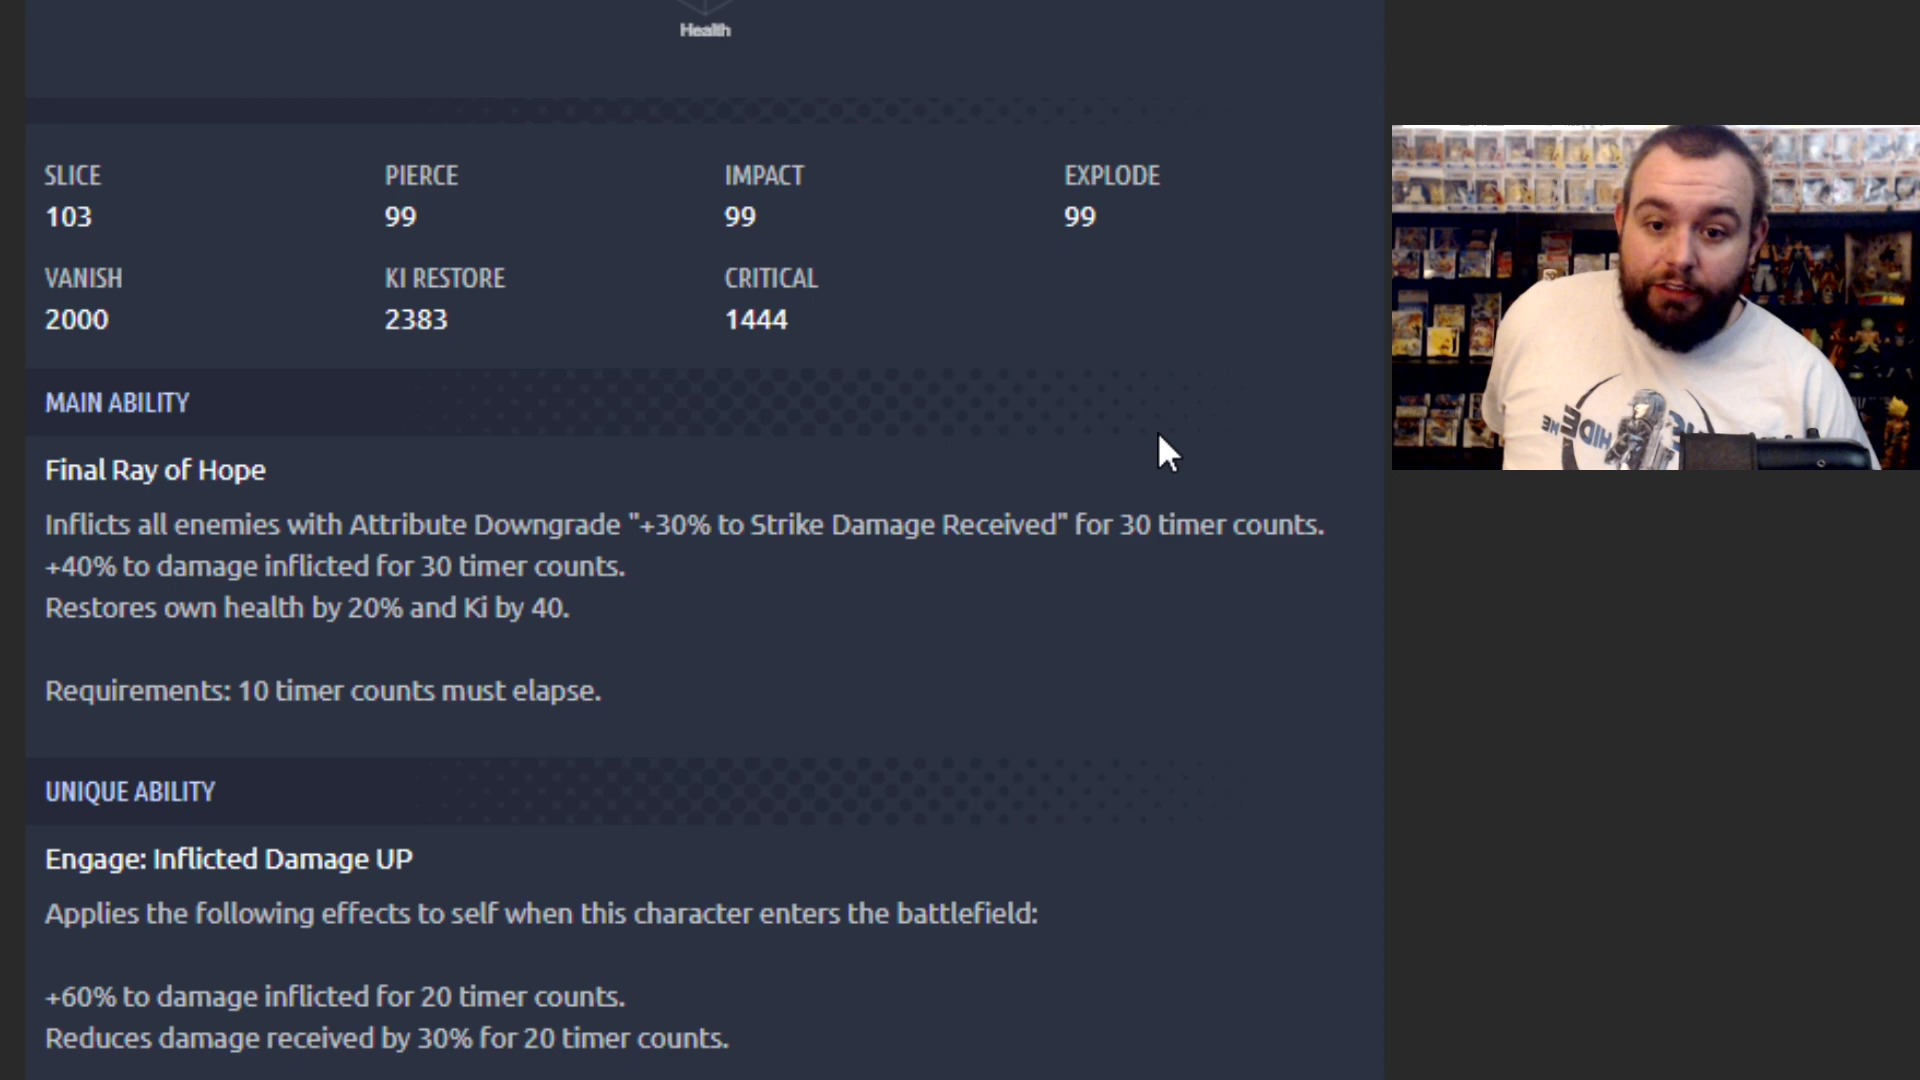 Health
SLICE PIERCE IMPACT EXPLODE
103 99 99 99
VANISH KI RESTORE CRITICAL
2000 2383 1444
MAIN ABILITY
Final Ray of Hope
Inflicts all enemies with Attribute Downgrade "+30% to Strike Damage Received" for 30 timer counts.
+40% to damage inflicted for 30 timer counts.
Restores own health by 20% and Ki by 40.
Requirements: 10 timer counts must elapse.
UNIQUE ABILITY
Engage: Inflicted Damage UP
Applies the following effects to self when this character enters the battlefield:
+60% to damage inflicted for 20 timer counts.
Reduces damage received by 30% for 20 timer counts.